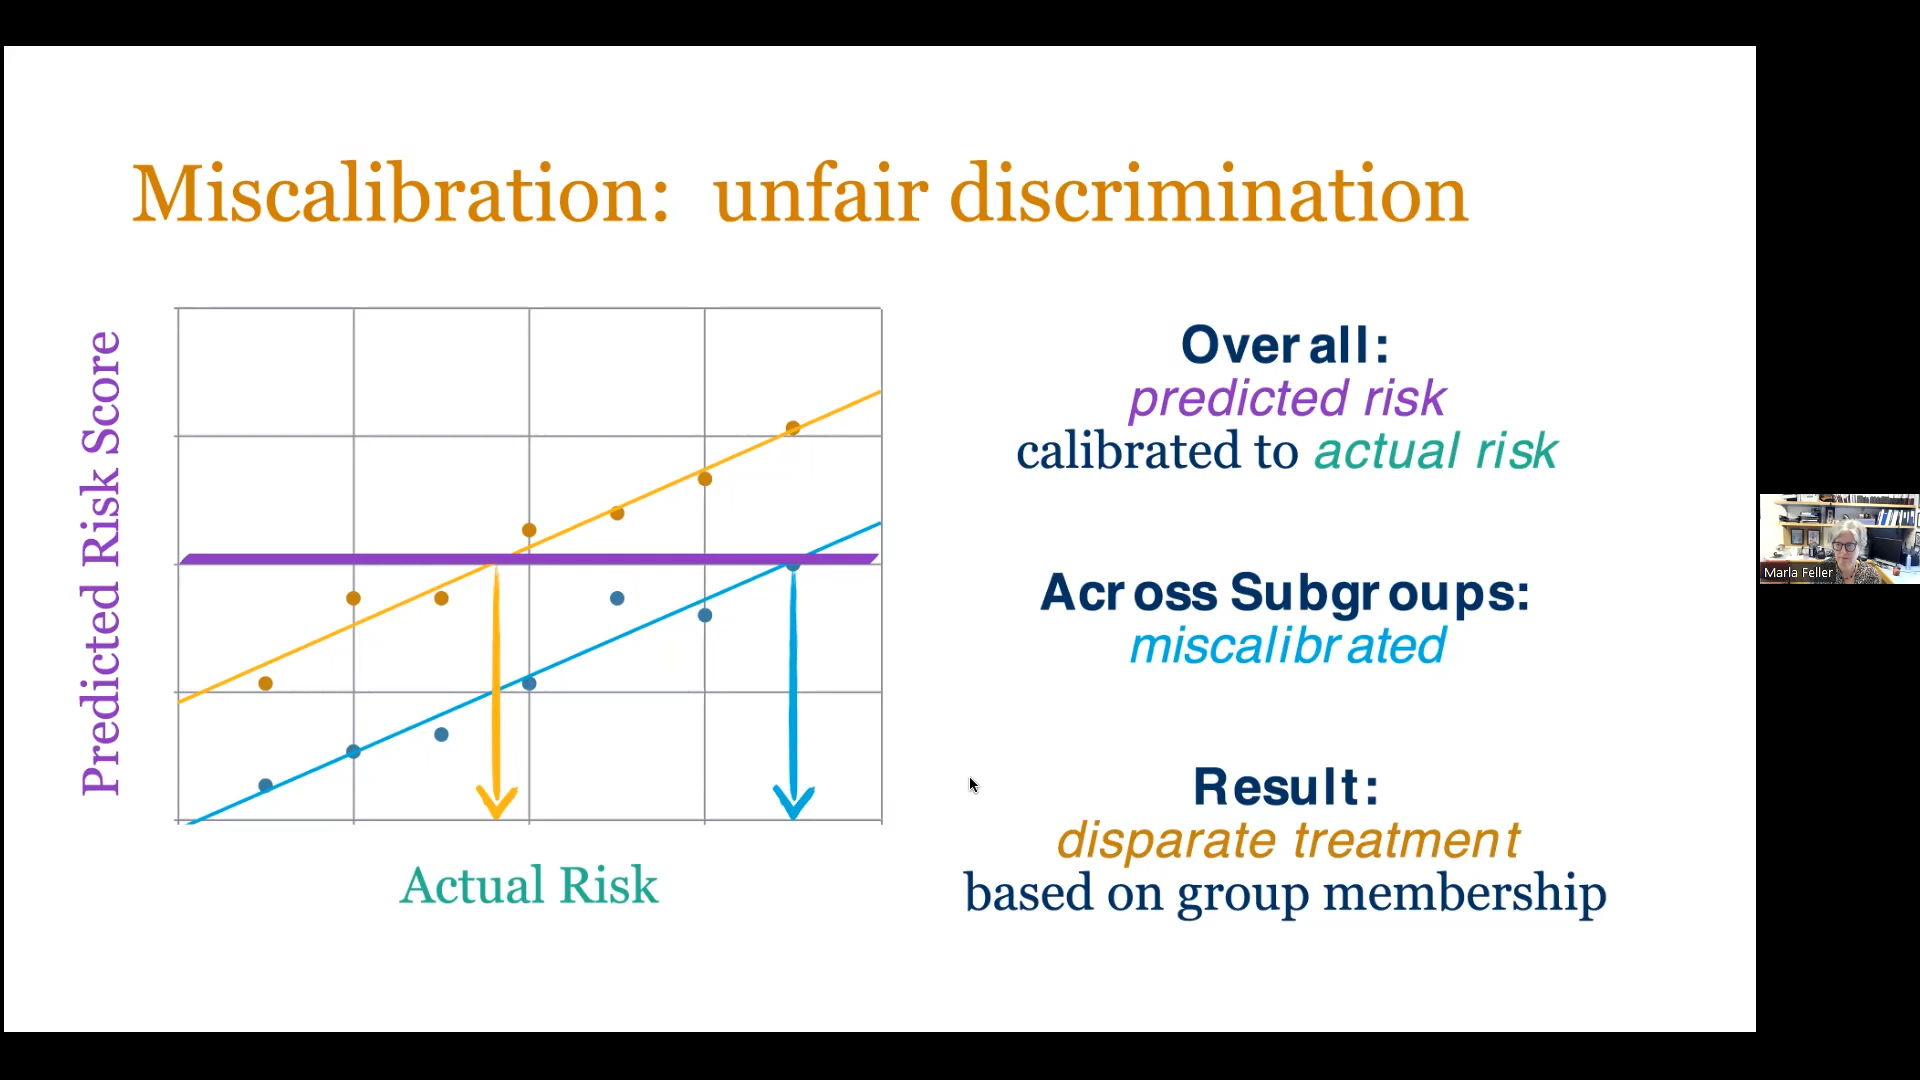 Miscalibration: unfair discrimination
Predicted Risk Score
Actual Risk
Overall:
predicted risk
calibrated to actual risk
Across Subgroups:
miscalibrated
Result:
disparate treatment
based on group membership
Marla Feller